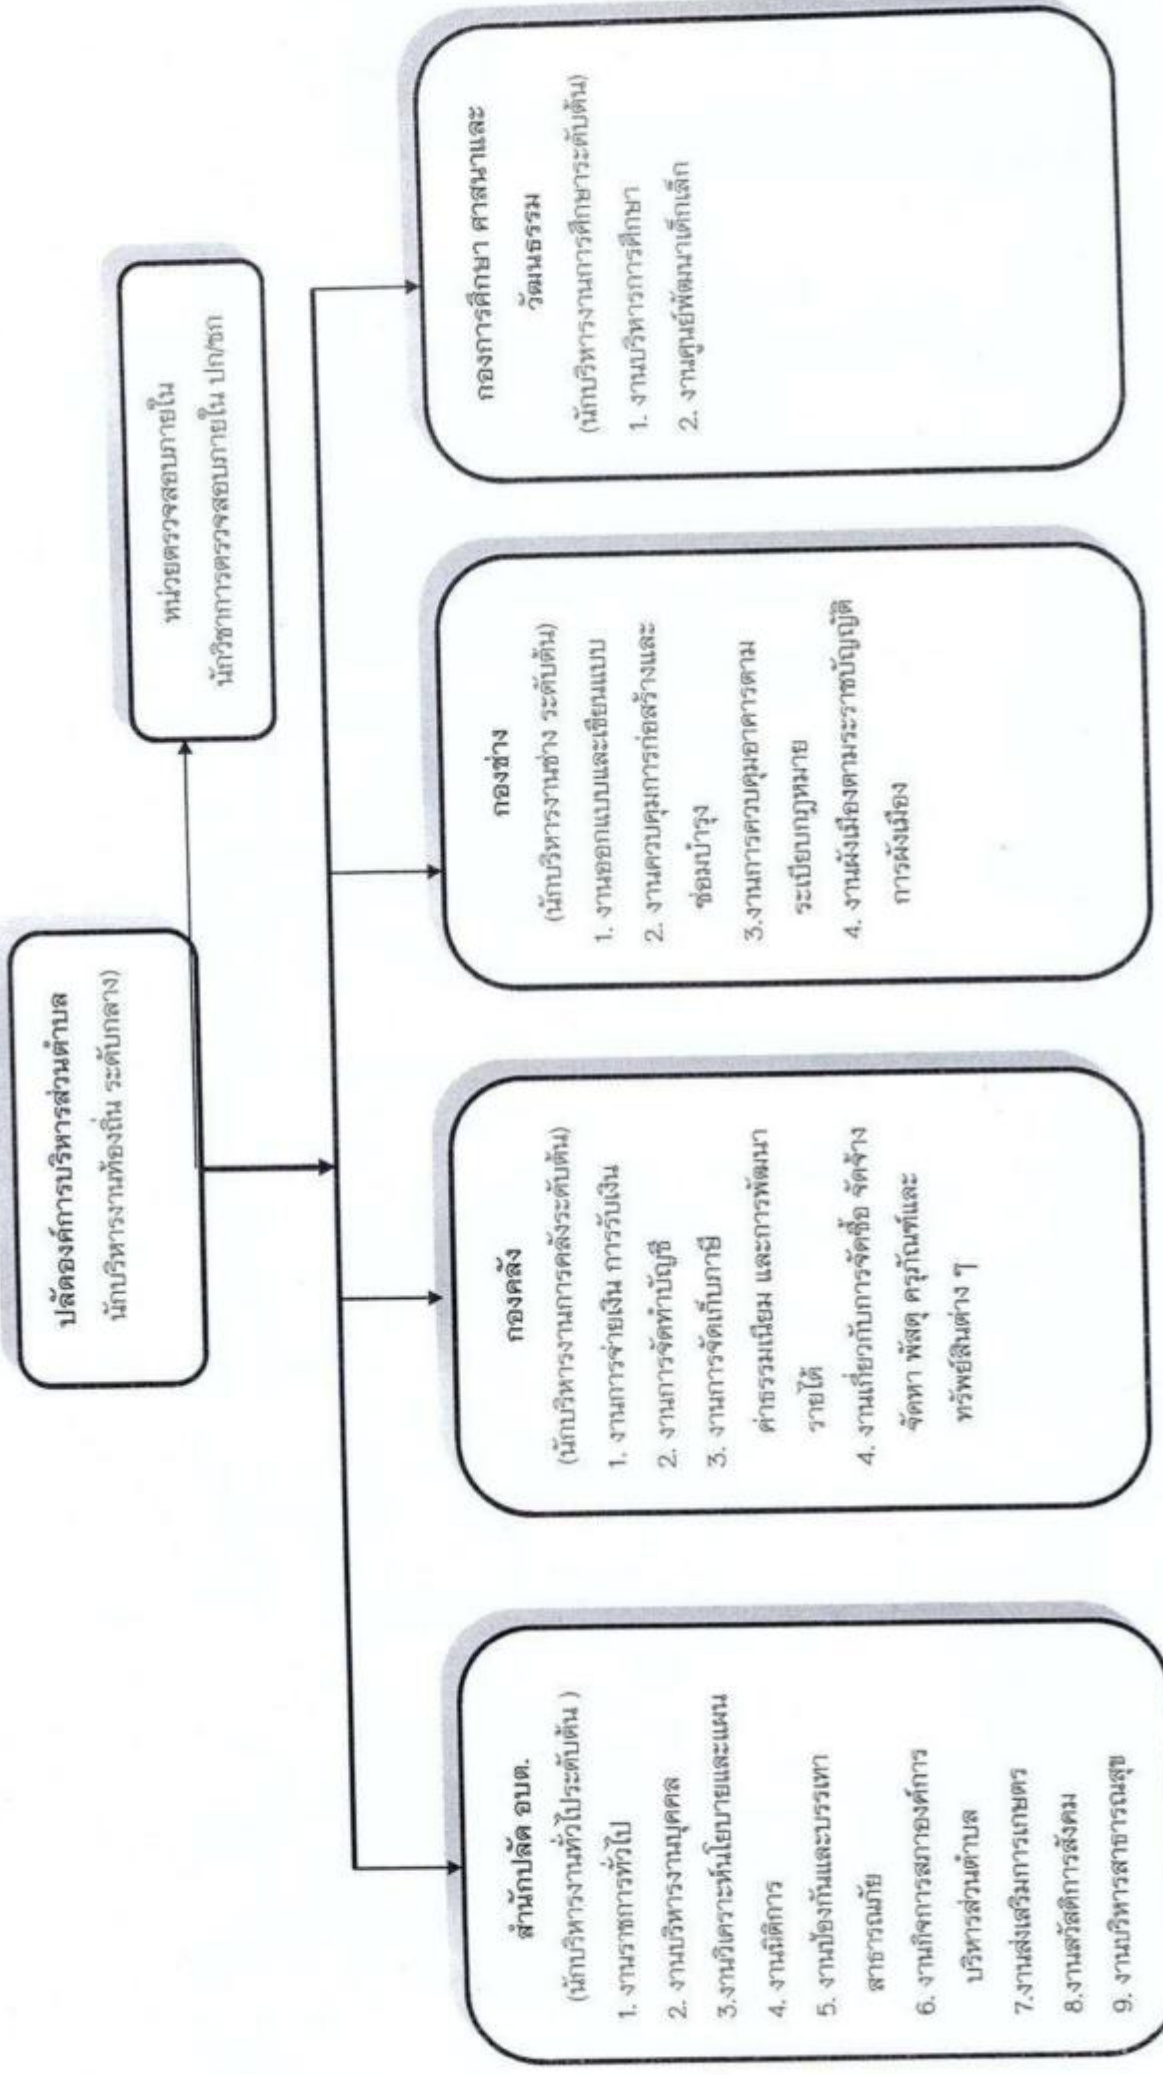 ปลัดองค์การบริหารส่วนตำบล
นักบริหารงานท้องถิ่น ระดับกลาง)
หน่วยตรวจสอบภายใน
นักวิชาการตรวจสอบภายใน ปก/ชก
สำนักปลัด อบต.
(นักบริหารงานทั่วไประดับต้น )
1. งานราชการทั่วไป
2. งานบริหารงานบุคคล
3.งานวิเคราะห์นโยบายและแผน
4. งานนิติการ
5. งานป้องกันและบรรเทา
สาธารณภัย
6. งานกิจการสภาองค์การ
บริหารส่วนตำบล
7.งานส่งเสริมการเกษตร
8.งานสวัสดิการสังคม
9. งานบริหารสาธารณสุข
กองคลัง
(นักบริหารงานการคลังระดับต้น)
1. งานการจ่ายเงิน การรับเงิน
2. งานการจัดทำบัญชี
3. งานการจัดเก็บภาษี
ค่าธรรมเนียม และการพัฒนา
รายได้
4. งานเกี่ยวกับการจัดซื้อ จัดจ้าง
จัดหา พัสดุ ครุภัณฑ์และ
ทรัพย์สินต่าง ๆ
กองช่าง
(นักบริหารงานช่าง ระดับต้น)
1. งานออกแบบและเขียนแบบ
2. งานควบคุมการก่อสร้างและ
ซ่อมบำรุง
3.งานการควบคุมอาคารตาม
ระเบียบกฎหมาย
4. งานผังเมืองตามระราชบัญญัติ
การผังเมือง
กองการศึกษา ศาสนาและ
วัฒนธรรม
(นักบริหารงานการศึกษาระดับต้น)
1. งานบริหารการศึกษา
2. งานศูนย์พัฒนาเด็กเล็ก